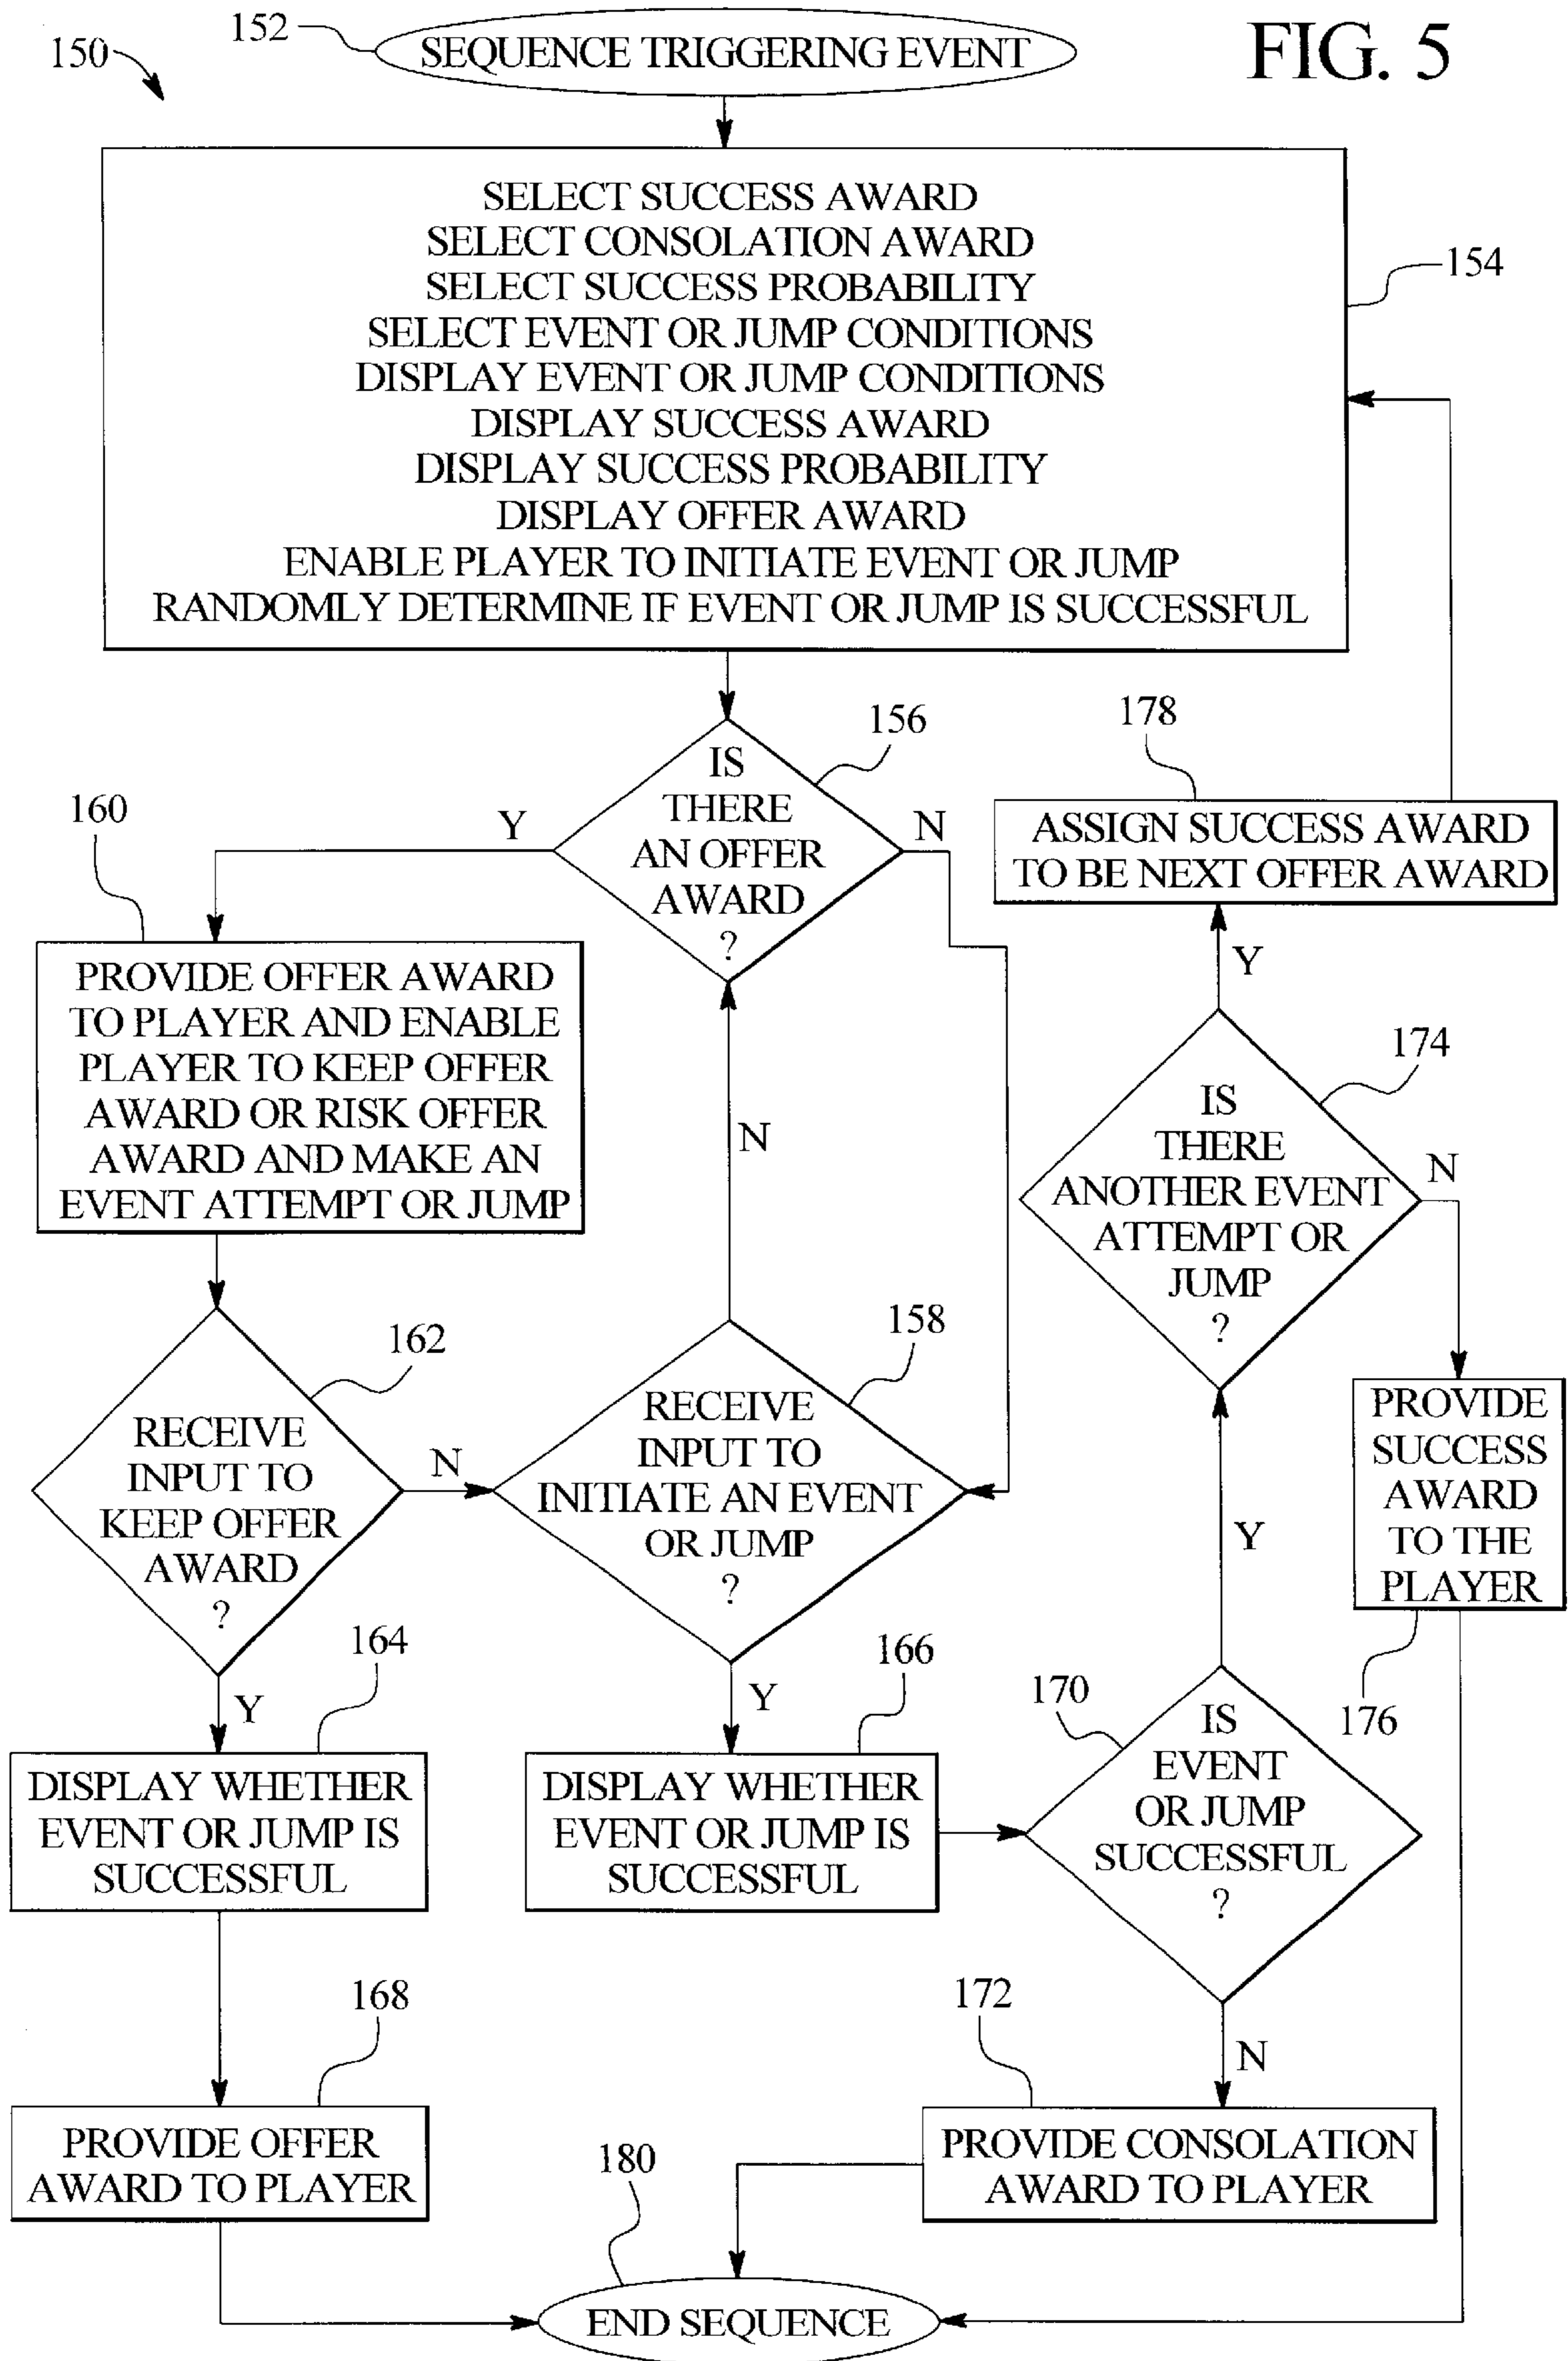 FIG. 5
150
152
SEQUENCE TRIGGERING EVENT
SELECT SUCCESS AWARD
SELECT CONSOLATION AWARD
SELECT SUCCESS PROBABILITY
SELECT EVENT OR JUMP CONDITIONS
DISPLAY EVENT OR JUMP CONDITIONS
DISPLAY SUCCESS AWARD
DISPLAY SUCCESS PROBABILITY
DISPLAY OFFER AWARD
ENABLE PLAYER TO INITIATE EVENT OR JUMP
RANDOMLY DETERMINE IF EVENT OR JUMP IS SUCCESSFUL
154
156
IS
THERE
AN OFFER
AWARD
?
Y
N
160
PROVIDE OFFER AWARD
TO PLAYER AND ENABLE
PLAYER TO KEEP OFFER
AWARD OR RISK OFFER
AWARD AND MAKE AN
EVENT ATTEMPT OR JUMP
178
ASSIGN SUCCESS AWARD
TO BE NEXT OFFER AWARD
Y
174
IS
THERE
ANOTHER EVENT
ATTEMPT OR
JUMP
?
N
N
162
RECEIVE
INPUT TO
KEEP OFFER
AWARD
?
N
158
RECEIVE
INPUT TO
INITIATE AN EVENT
OR JUMP
?
Y
PROVIDE
SUCCESS
AWARD
TO THE
PLAYER
176
Y
164
DISPLAY WHETHER
EVENT OR JUMP IS
SUCCESSFUL
Y
166
DISPLAY WHETHER
EVENT OR JUMP IS
SUCCESSFUL
170
IS
EVENT
OR JUMP
SUCCESSFUL
?
N
168
PROVIDE OFFER
AWARD TO PLAYER
172
PROVIDE CONSOLATION
AWARD TO PLAYER
180
END SEQUENCE